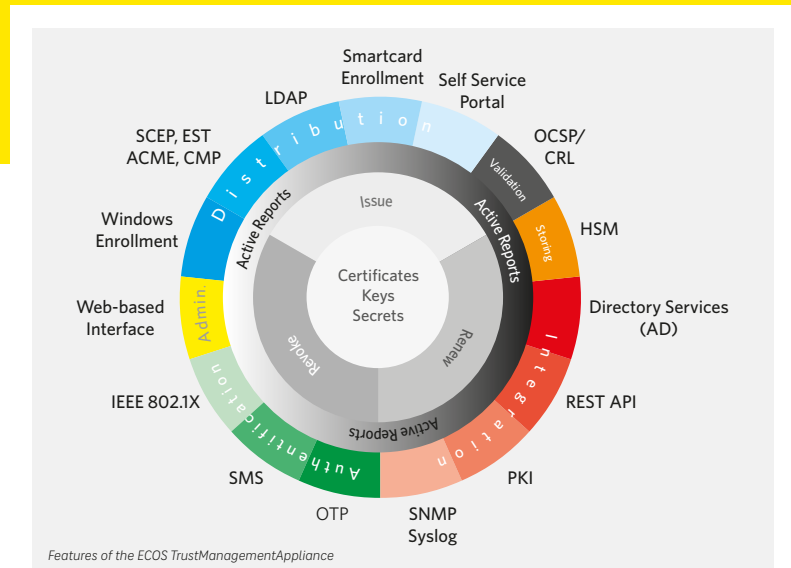 Smartcard
Enrollment
Self Service
Portal
LDAP
OCSP/
CRL
SCEP, EST
ACME, CMP
Distribution
Validation
Windows
Enrollment
Active Reports
Issue
Active Reports
Storing
HSM
Certificates
Keys
Secrets
Web-based
Interface
Admin.
Directory Services
(AD)
Revoke
Renew
Integration
IEEE 802.1X
REST API
Active Reports
Authentification
SMS
PKI
OTP
SNMP
Syslog
Features of the ECOS TrustManagementAppliance